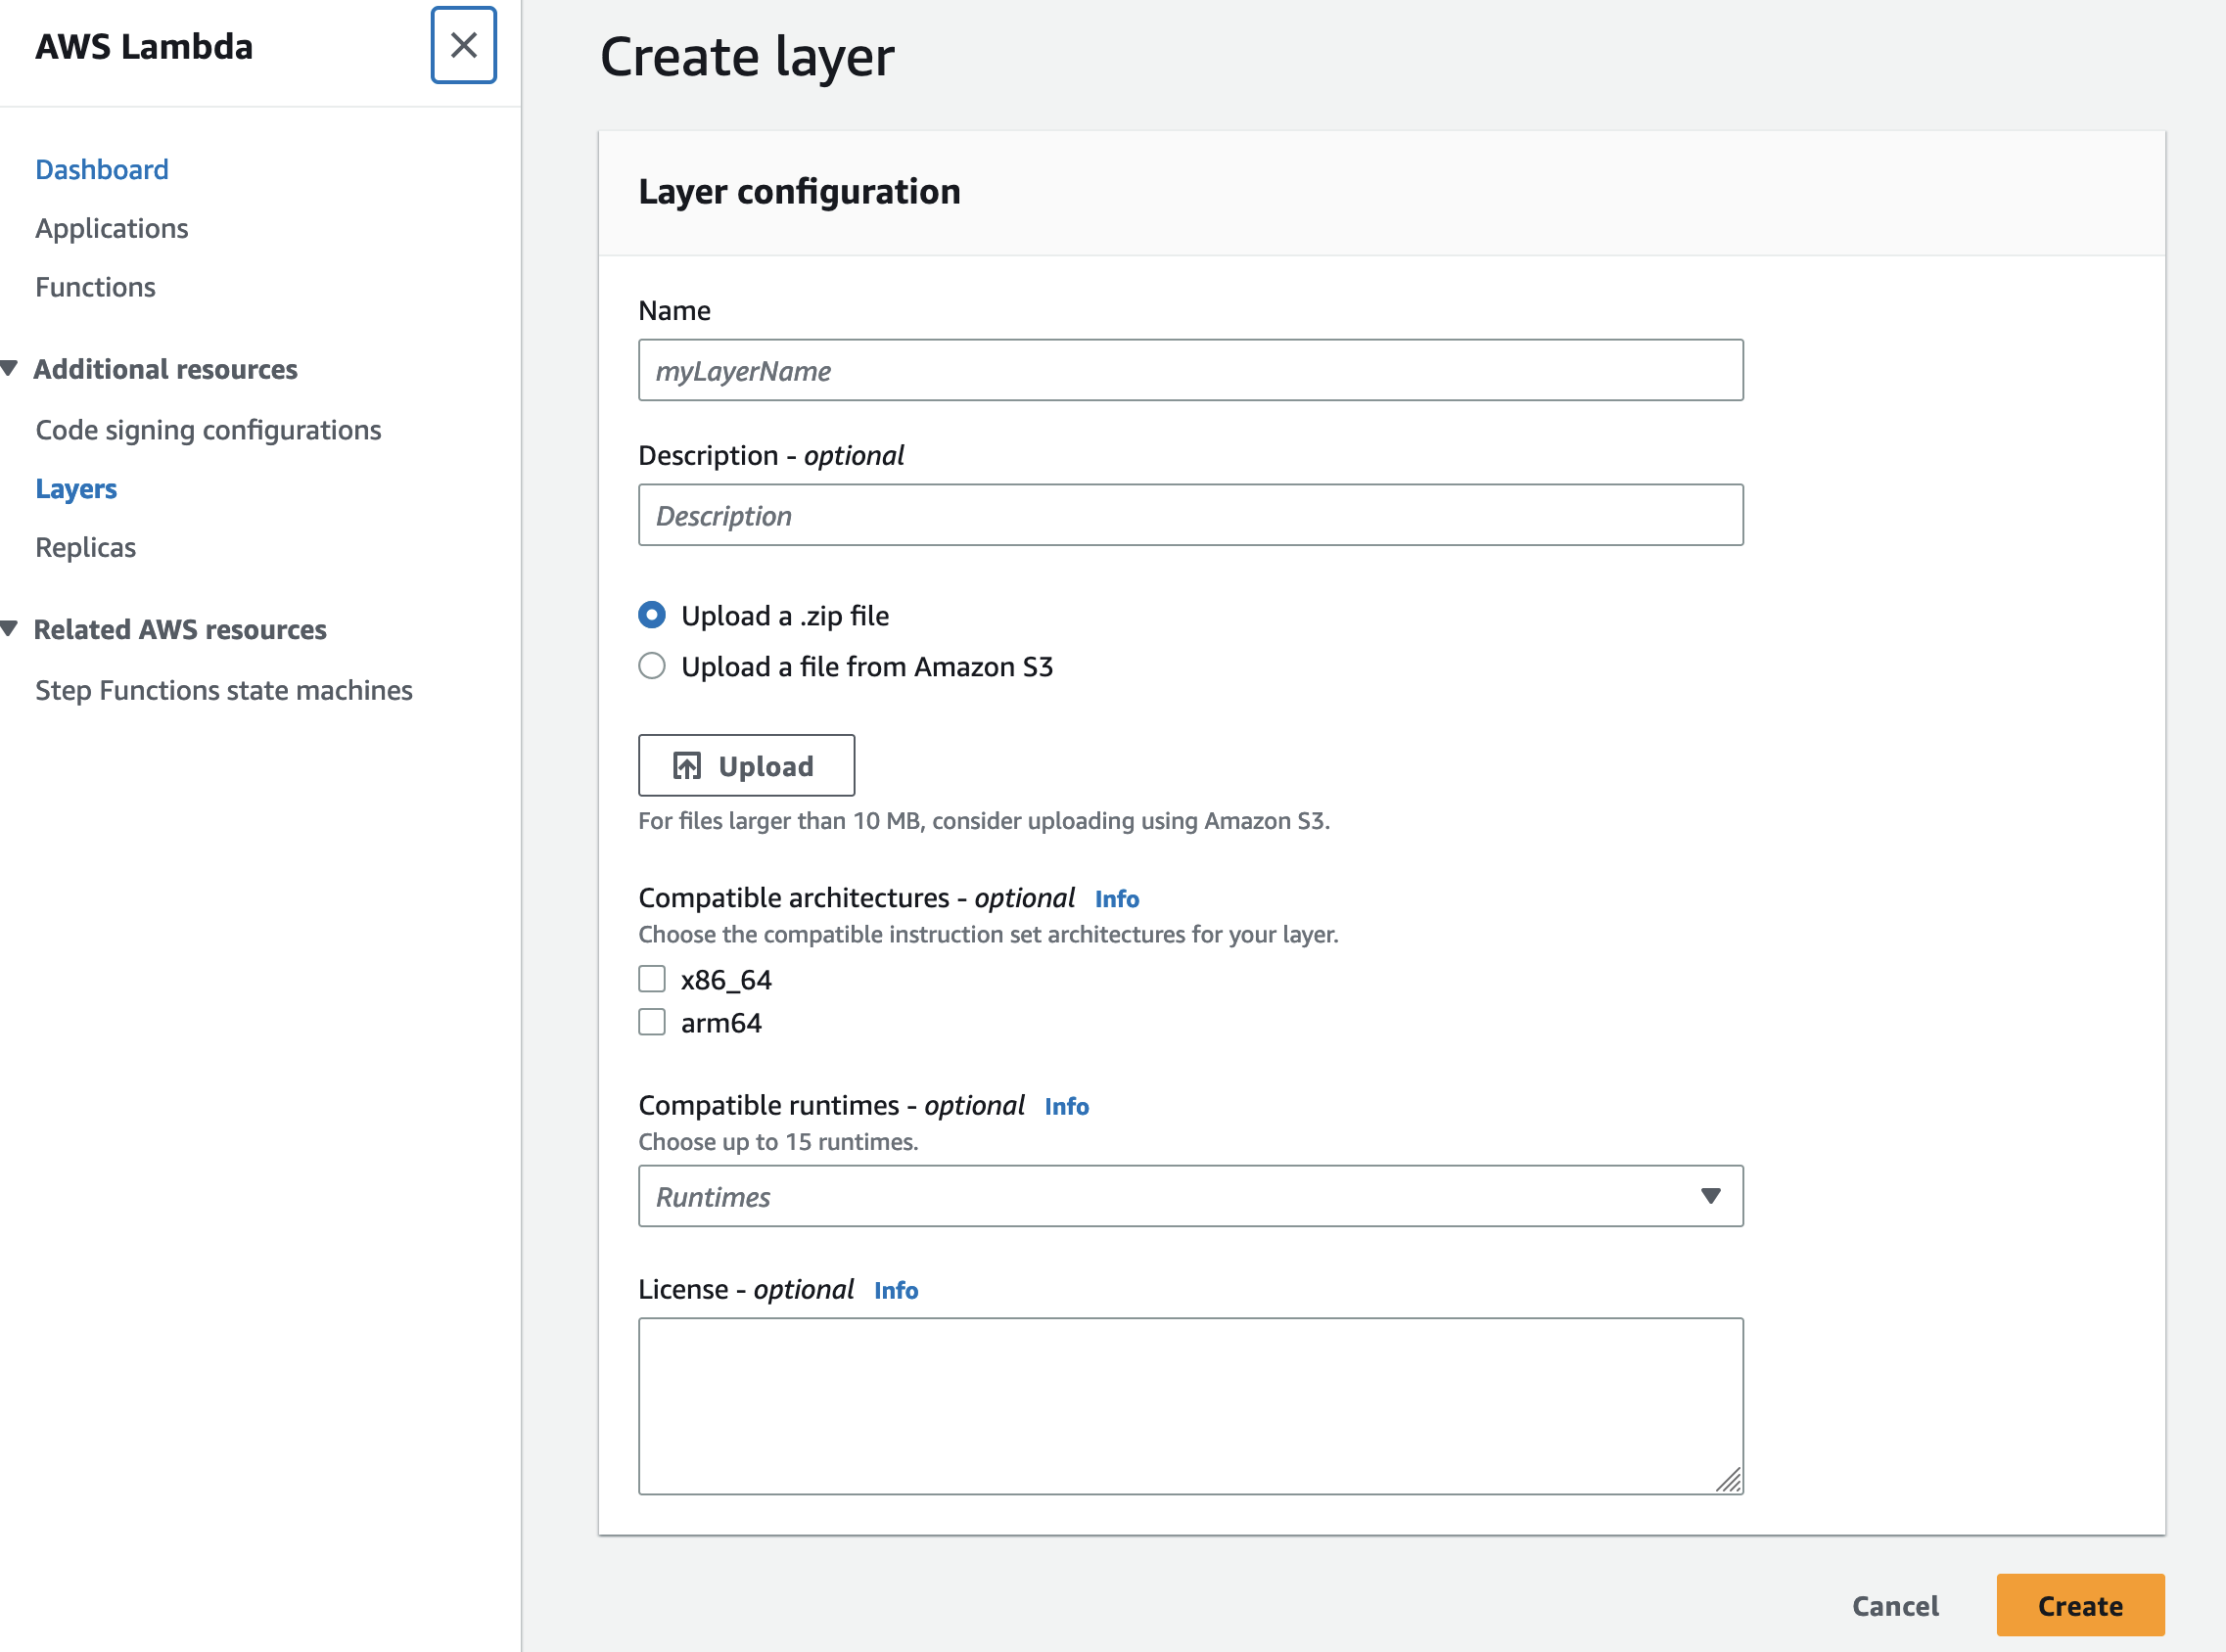 AWS Lambda
Dashboard
Applications
Functions
Additional resources
Code signing configurations
Layers
Replicas
Related AWS resources
Step Functions state machines
Create layer
Layer configuration
Name
myLayerName
Description - optional
Description
Upload a .zip file
Upload a file from Amazon S3
Upload
For files larger than 10 MB, consider uploading using Amazon S3.
Compatible architectures - optional Info
Choose the compatible instruction set architectures for your layer.
x86_64
arm64
Compatible runtimes - optional Info
Choose up to 15 runtimes.
Runtimes
License - optional Info
Cancel Create